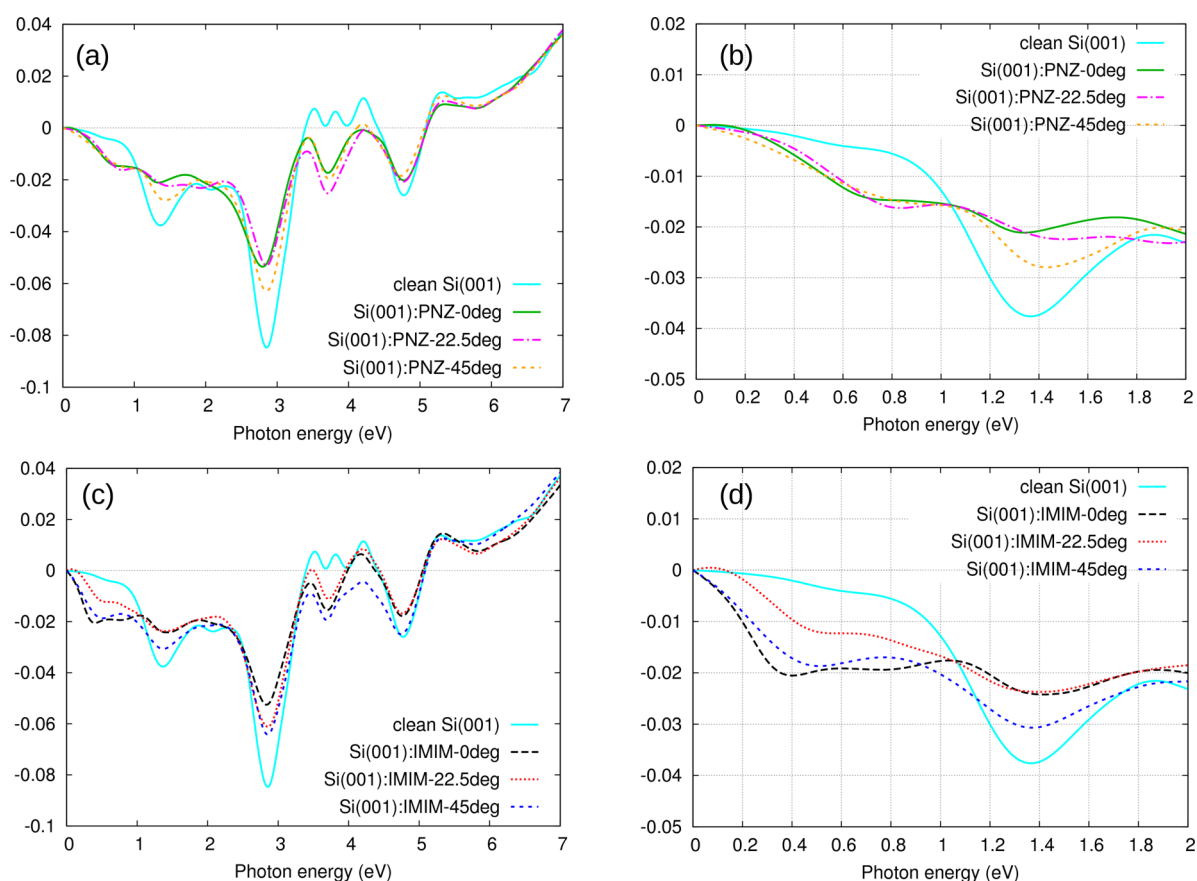 (a)
0.04
0.02
0
-0.02
-0.04
-0.06
-0.08
-0.1
clean Si(001)
Si(001):PNZ-0deg
Si(001):PNZ-22.5deg
Si(001):PNZ-45deg
0 1 2 3 4 5 6 7
Photon energy (eV)
(b)
0.02
0.01
0
-0.01
-0.02
-0.03
-0.04
-0.05
clean Si(001)
Si(001):PNZ-0deg
Si(001):PNZ-22.5deg
Si(001):PNZ-45deg
0 0.2 0.4 0.6 0.8 1 1.2 1.4 1.6 1.8 2
Photon energy (eV)
(c)
0.04
0.02
0
-0.02
-0.04
-0.06
-0.08
-0.1
clean Si(001)
Si(001):IMIM-0deg
Si(001):IMIM-22.5deg
Si(001):IMIM-45deg
0 1 2 3 4 5 6 7
Photon energy (eV)
(d)
0.02
0.01
0
-0.01
-0.02
-0.03
-0.04
-0.05
clean Si(001)
Si(001):IMIM-0deg
Si(001):IMIM-22.5deg
Si(001):IMIM-45deg
0 0.2 0.4 0.6 0.8 1 1.2 1.4 1.6 1.8 2
Photon energy (eV)